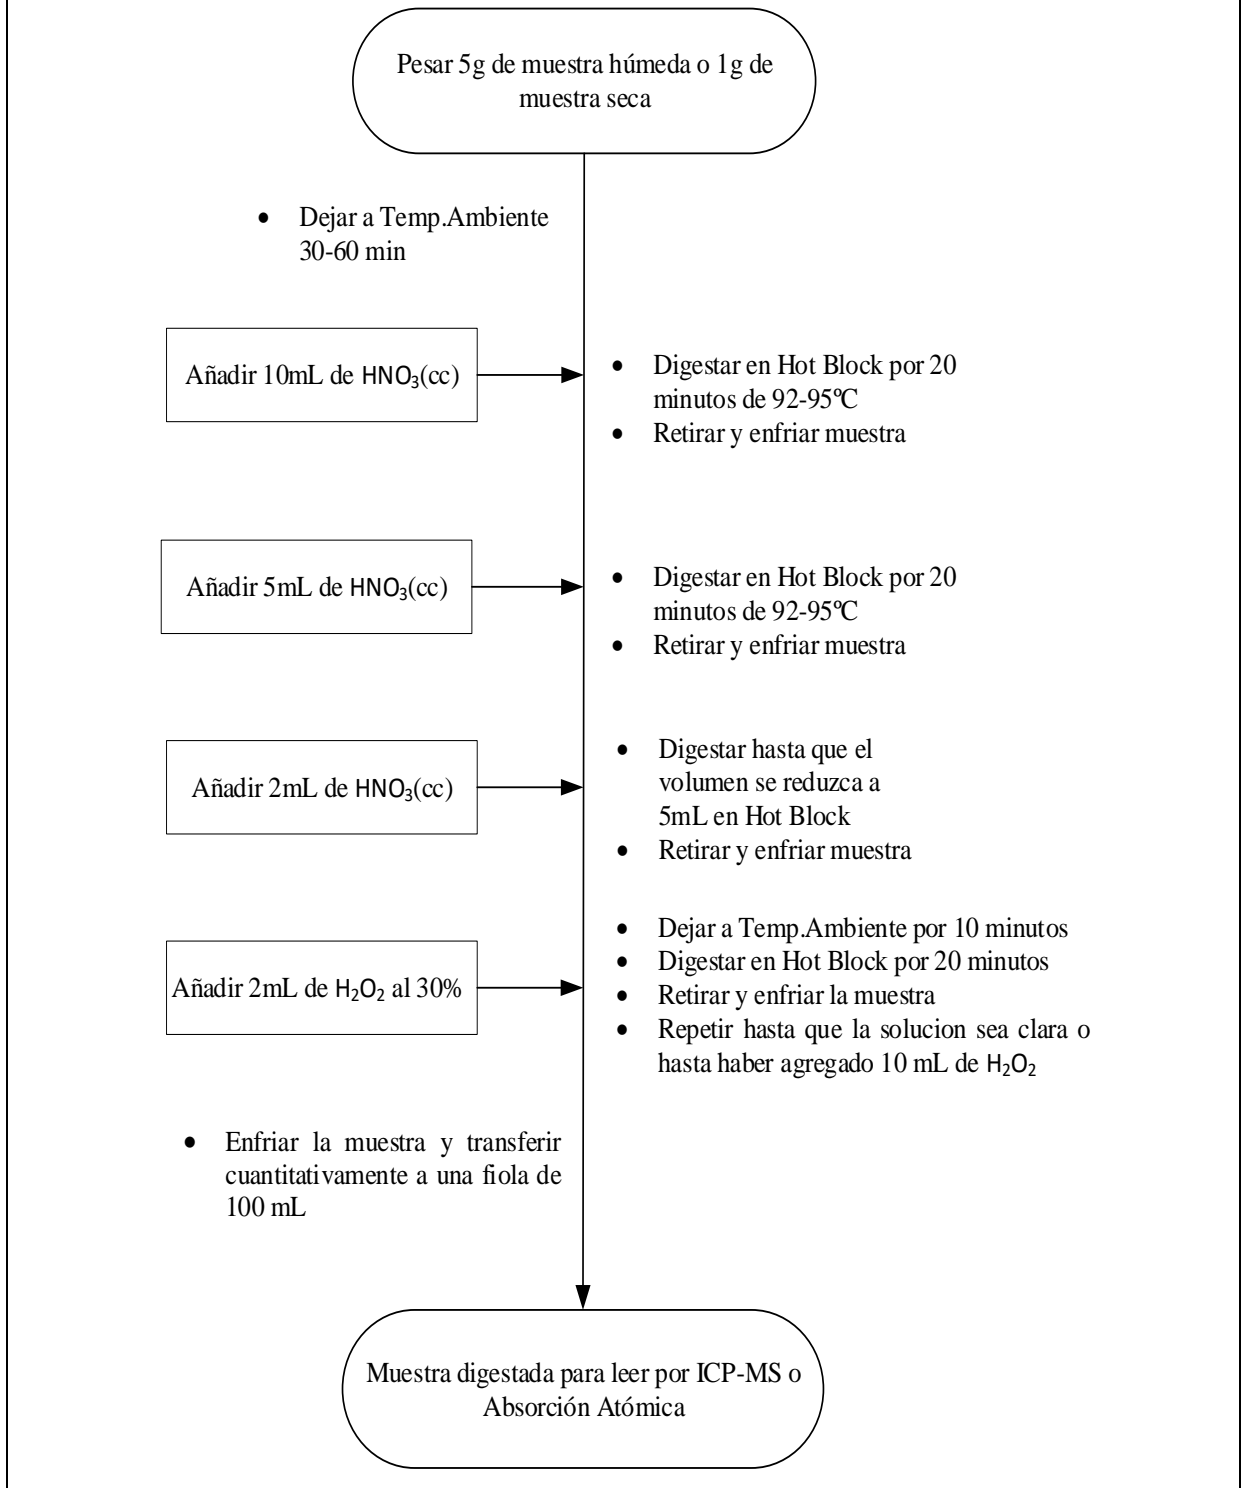 Pesar 5g de muestra húmeda o 1g de
muestra seca
• Dejar a Temp.Ambiente
30-60 min
Añadir 10mL de HNO₃(cc)
• Digestar en Hot Block por 20
minutos de 92-95ºC
• Retirar y enfriar muestra
Añadir 5mL de HNO₃(cc)
• Digestar en Hot Block por 20
minutos de 92-95ºC
• Retirar y enfriar muestra
Añadir 2mL de HNO₃(cc)
• Digestar hasta que el
volumen se reduzca a
5mL en Hot Block
• Retirar y enfriar muestra
Añadir 2mL de H₂O₂ al 30%
• Dejar a Temp.Ambiente por 10 minutos
• Digestar en Hot Block por 20 minutos
• Retirar y enfriar la muestra
• Repetir hasta que la solucion sea clara o
hasta haber agregado 10 mL de H₂O₂
• Enfriar la muestra y transferir
cuantitativamente a una fiola de
100 mL
Muestra digestada para leer por ICP-MS o
Absorción Atómica